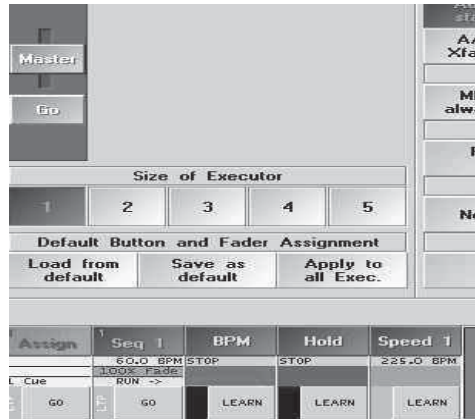 Master
Go
Size of Executor
1 2 3 4 5
Default Button and Fader Assignment
Load from default
Save as default
Apply to all Exec.
Assign
1 Seq 1
BPM
Hold
Speed 1
60.0 BPM STOP STOP 225.0 BPM
100% Fade
Cue RUN ->
GO GO LEARN LEARN LEARN